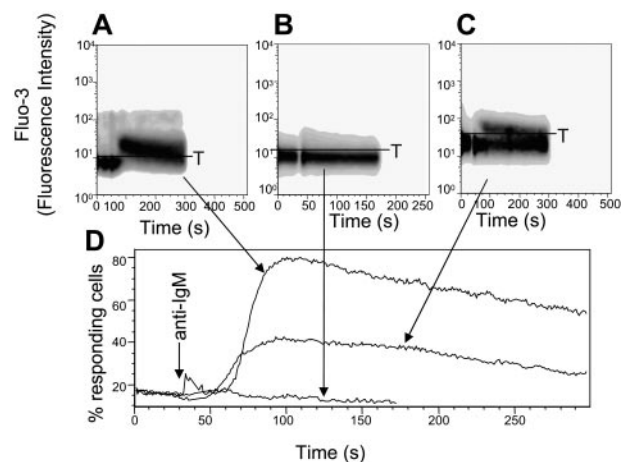 A
B
C
Fluo-3
(Fluorescence Intensity)
10⁴
10³
10²
10¹
10⁰
T
0 100 200 300 400 500
Time (s)
10⁴
10³
10²
10¹
10⁰
T
0 50 100 150 200 250
Time (s)
10⁴
10³
10²
10¹
10⁰
T
0 100 200 300 400 500
Time (s)
D
% responding cells
80
60
40
20
anti-IgM
0 50 100 150 200 250
Time (s)